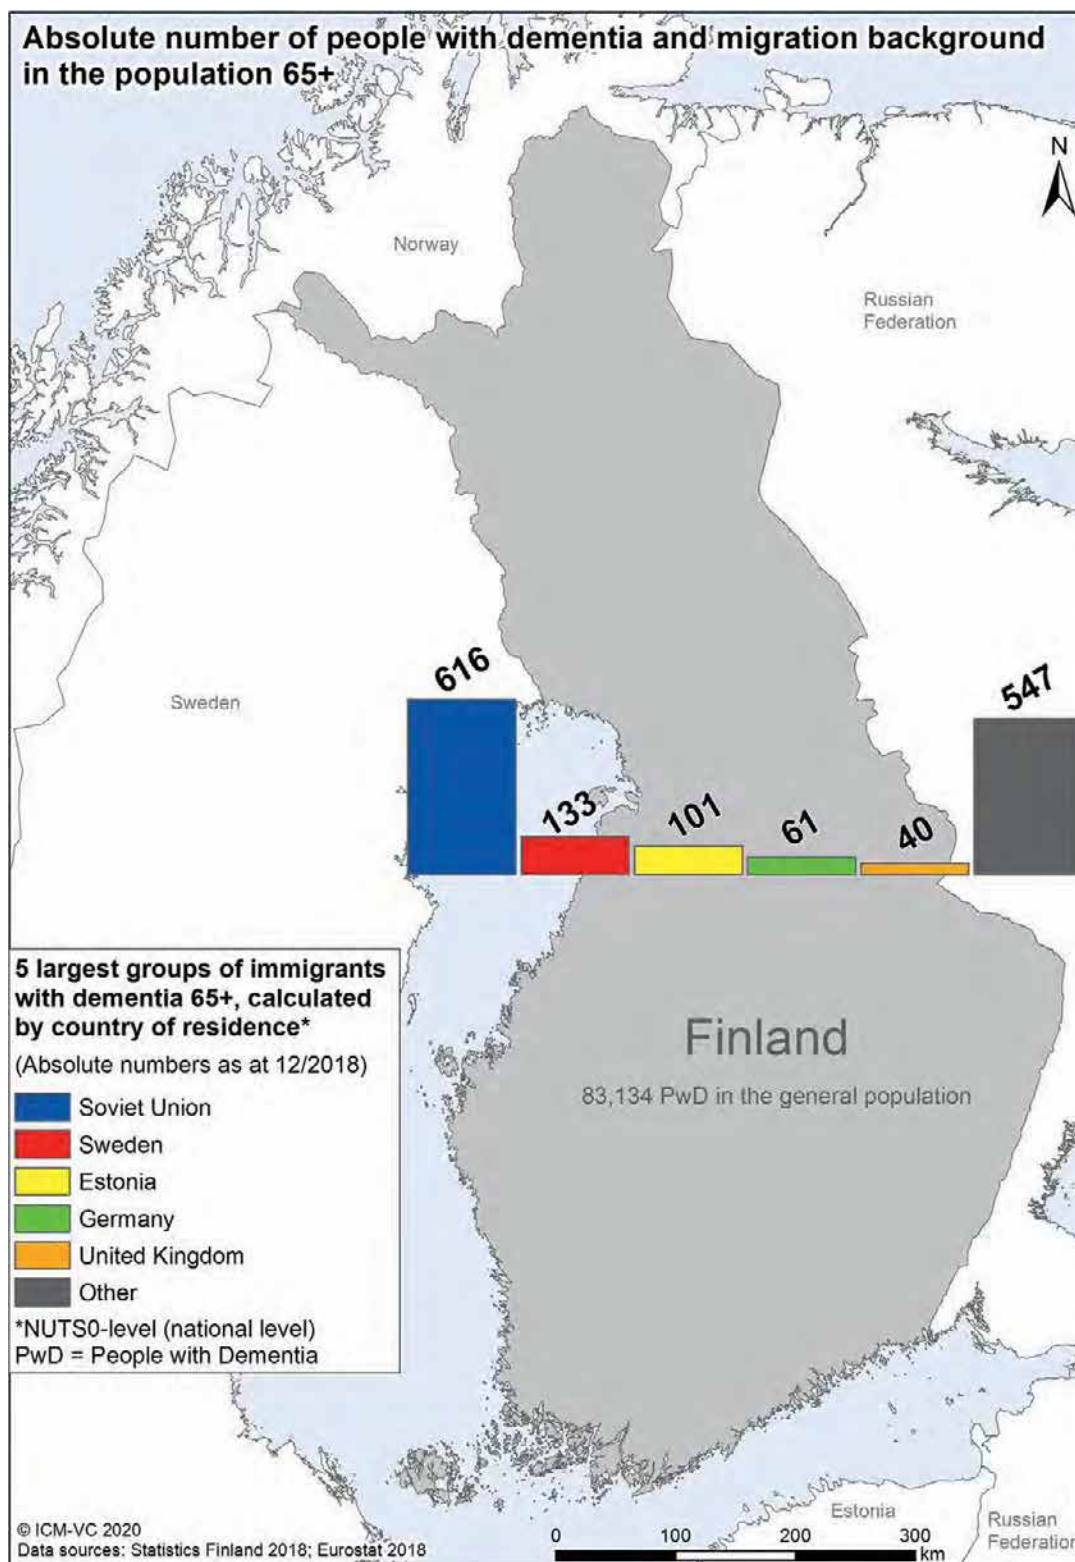 Absolute number of people with dementia and migration background
in the population 65+
N
Norway
Russian
Federation
Sweden
616
133
101
61
40
547
5 largest groups of immigrants
with dementia 65+, calculated
by country of residence*
(Absolute numbers as at 12/2018)
Soviet Union
Sweden
Estonia
Germany
United Kingdom
Other
*NUTS0-level (national level)
PwD = People with Dementia
Finland
83,134 PwD in the general population
© ICM-VC 2020
Data sources: Statistics Finland 2018; Eurostat 2018
0 100 200 300
km
Estonia
Russian
Federation